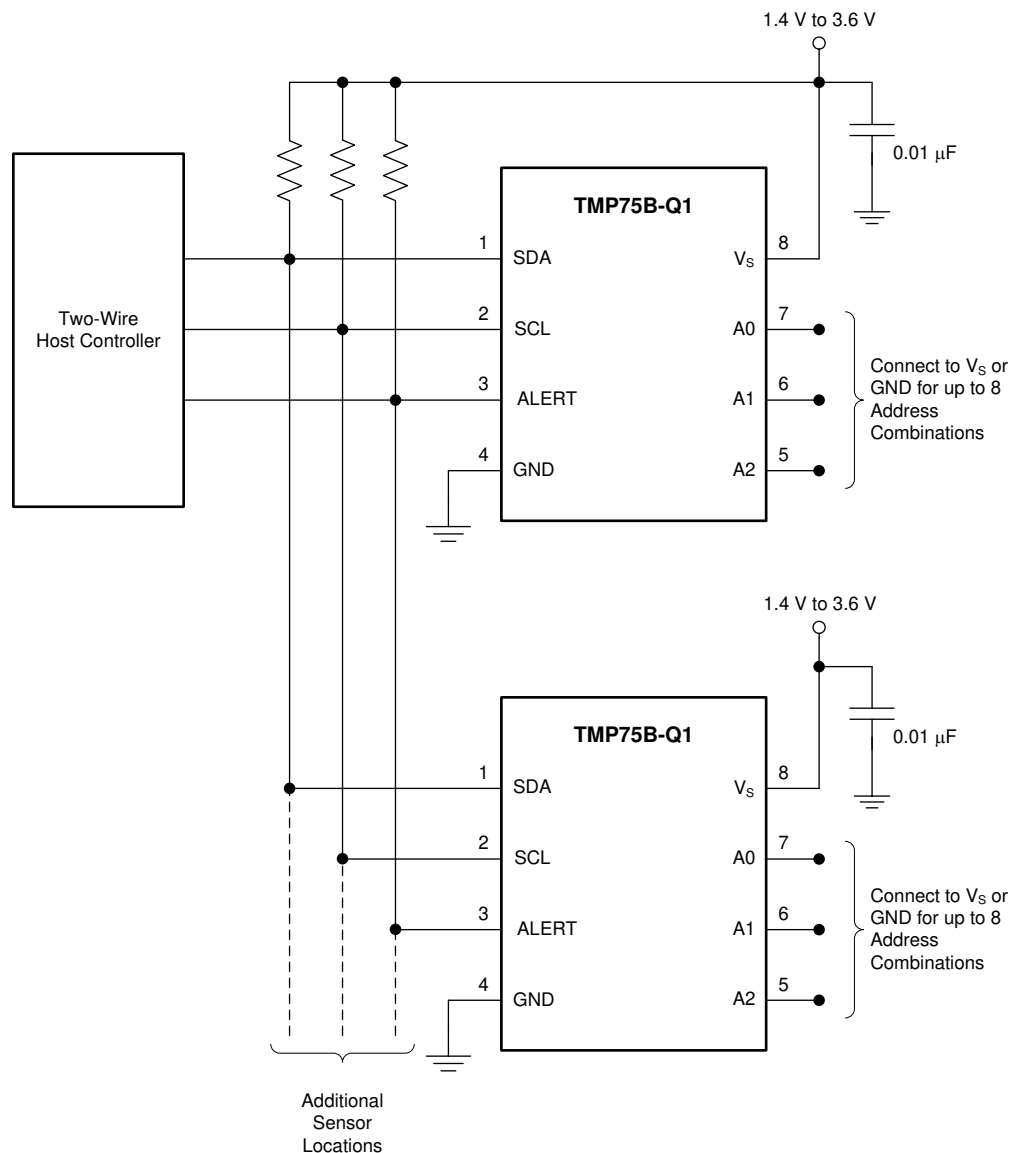 1.4 V to 3.6 V
0.01 μF
Two-Wire
Host Controller
TMP75B-Q1
1
SDA
2
SCL
3
ALERT
4
GND
VS
8
A0
7
A1
6
A2
5
Connect to VS or
GND for up to 8
Address
Combinations
1.4 V to 3.6 V
0.01 μF
TMP75B-Q1
1
SDA
2
SCL
3
ALERT
4
GND
VS
8
A0
7
A1
6
A2
5
Connect to VS or
GND for up to 8
Address
Combinations
Additional
Sensor
Locations